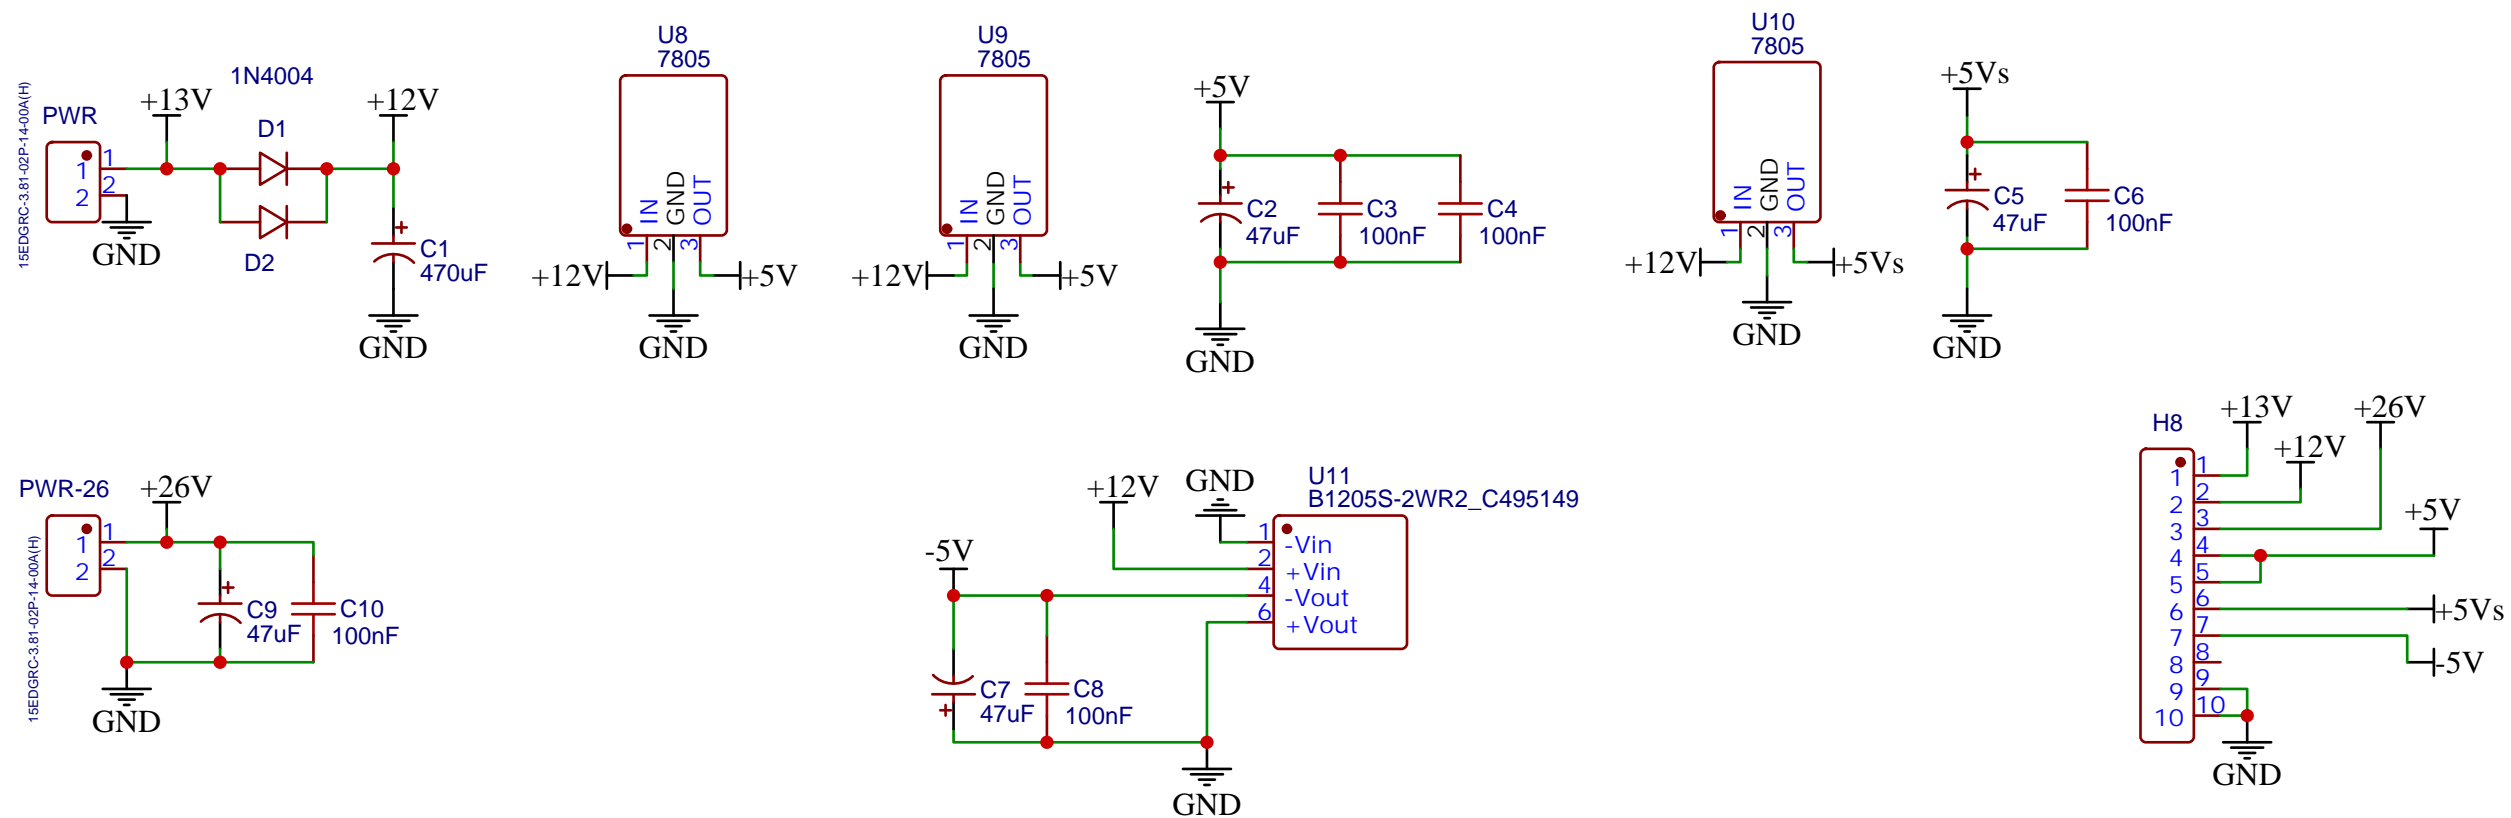 15EDGRC-3.81-02P-14-00A(H)
PWR
1
2
1
2
GND
+13V
1N4004
D1
D2
+12V
C1
470uF
GND
U8
7805
IN
GND
OUT
1
2
3
+12V
+5V
GND
U9
7805
IN
GND
OUT
1
2
3
+12V
+5V
GND
+5V
C2
47uF
C3
100nF
C4
100nF
GND
U10
7805
IN
GND
OUT
1
2
3
+12V
+5Vs
GND
+5Vs
C5
47uF
C6
100nF
GND
PWR-26
15EDGRC-3.81-02P-14-00A(H)
1
2
1
2
+26V
C9
47uF
C10
100nF
GND
-5V
C7
47uF
C8
100nF
+12V
GND
U11
B1205S-2WR2_C495149
1
-Vin
2
+Vin
4
-Vout
6
+Vout
GND
H8
+13V
+26V
+12V
+5V
1
1
2
2
3
3
4
4
5
5
6
6
+5Vs
7
7
-5V
8
8
9
9
10
10
GND